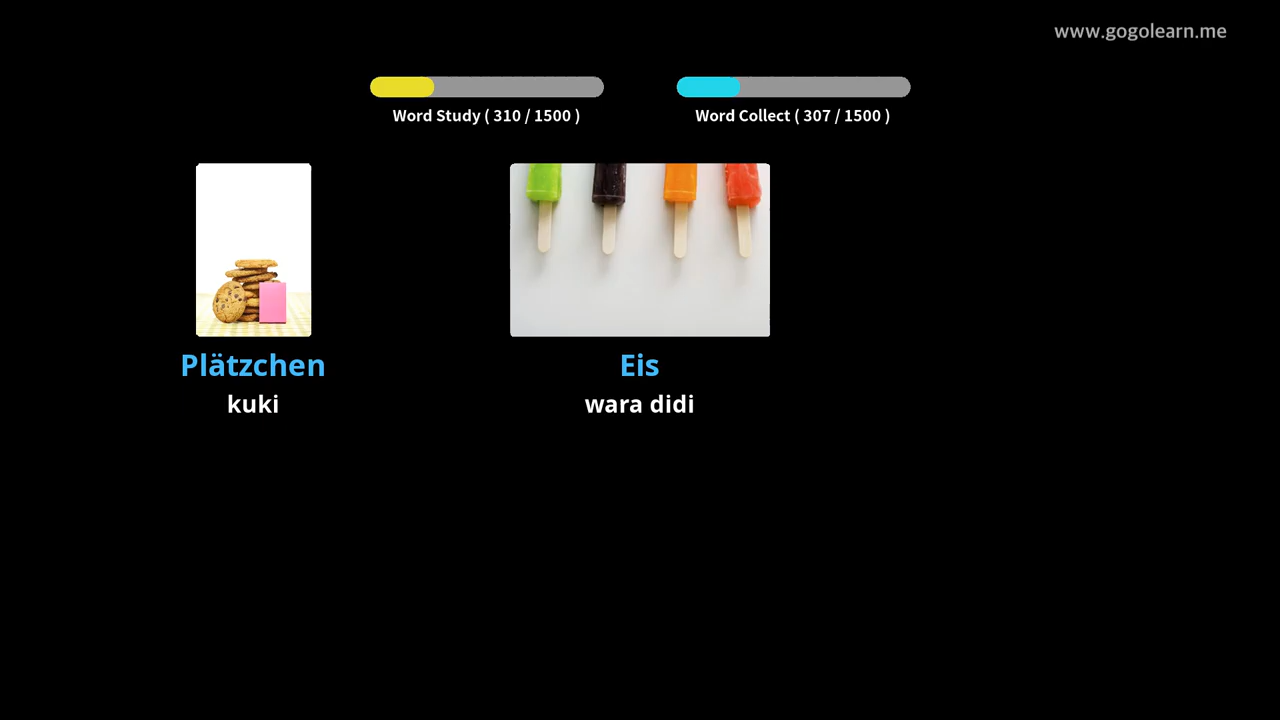 www.gogolearn.me
Word Study ( 310 / 1500 )
Word Collect ( 307 / 1500 )
Plätzchen
Eis
kuki
wara didi